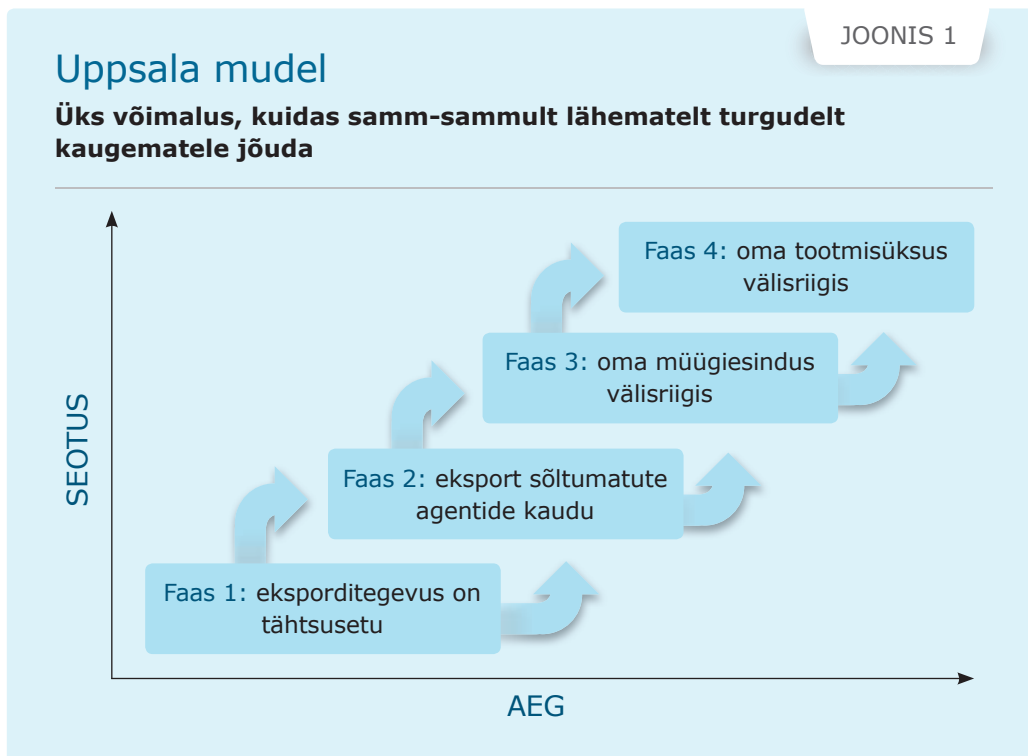 JOONIS 1
Uppsala mudel
Üks võimalus, kuidas samm-sammult lähematelt turgudelt
kaugematele jõuda
SEOTUS
Faas 4: oma tootmisüksus
välisriigis
Faas 3: oma müügiesindus
välisriigis
Faas 2: eksport sõltumatute
agentide kaudu
Faas 1: eksporditegevus on
tähtsusetu
AEG